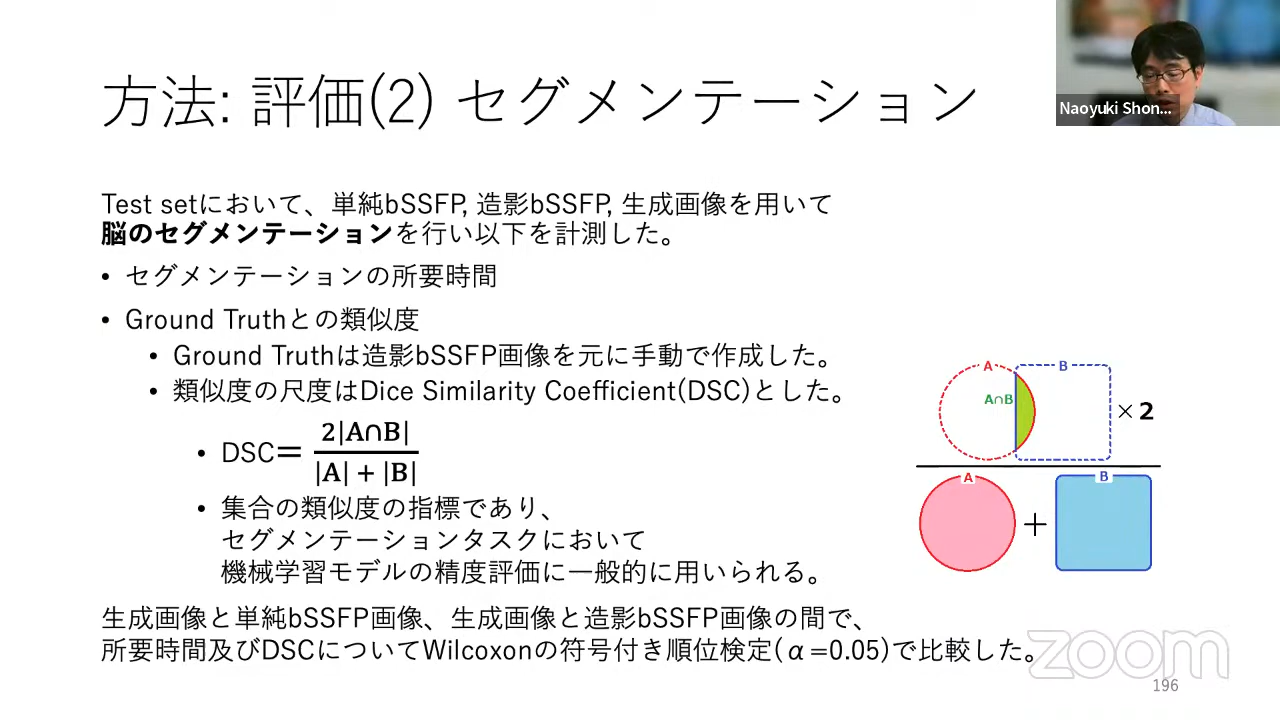 方法: 評価(2) セグメンテーション
Naoyuki Shon...
Test setにおいて、単純bSSFP, 造影bSSFP, 生成画像を用いて
脳のセグメンテーションを行い以下を計測した。
• セグメンテーションの所要時間
• Ground Truthとの類似度
• Ground Truthは造影bSSFP画像を元に手動で作成した。
• 類似度の尺度はDice Similarity Coefficient(DSC)とした。
• DSC＝ 2|A∩B| / |A| + |B|
• 集合の類似度の指標であり、
セグメンテーションタスクにおいて
機械学習モデルの精度評価に一般的に用いられる。
A B
A∩B
×2
A B
+
生成画像と単純bSSFP画像、生成画像と造影bSSFP画像の間で、
所要時間及びDSCについてWilcoxonの符号付き順位検定(α=0.05)で比較した。
zoom
196